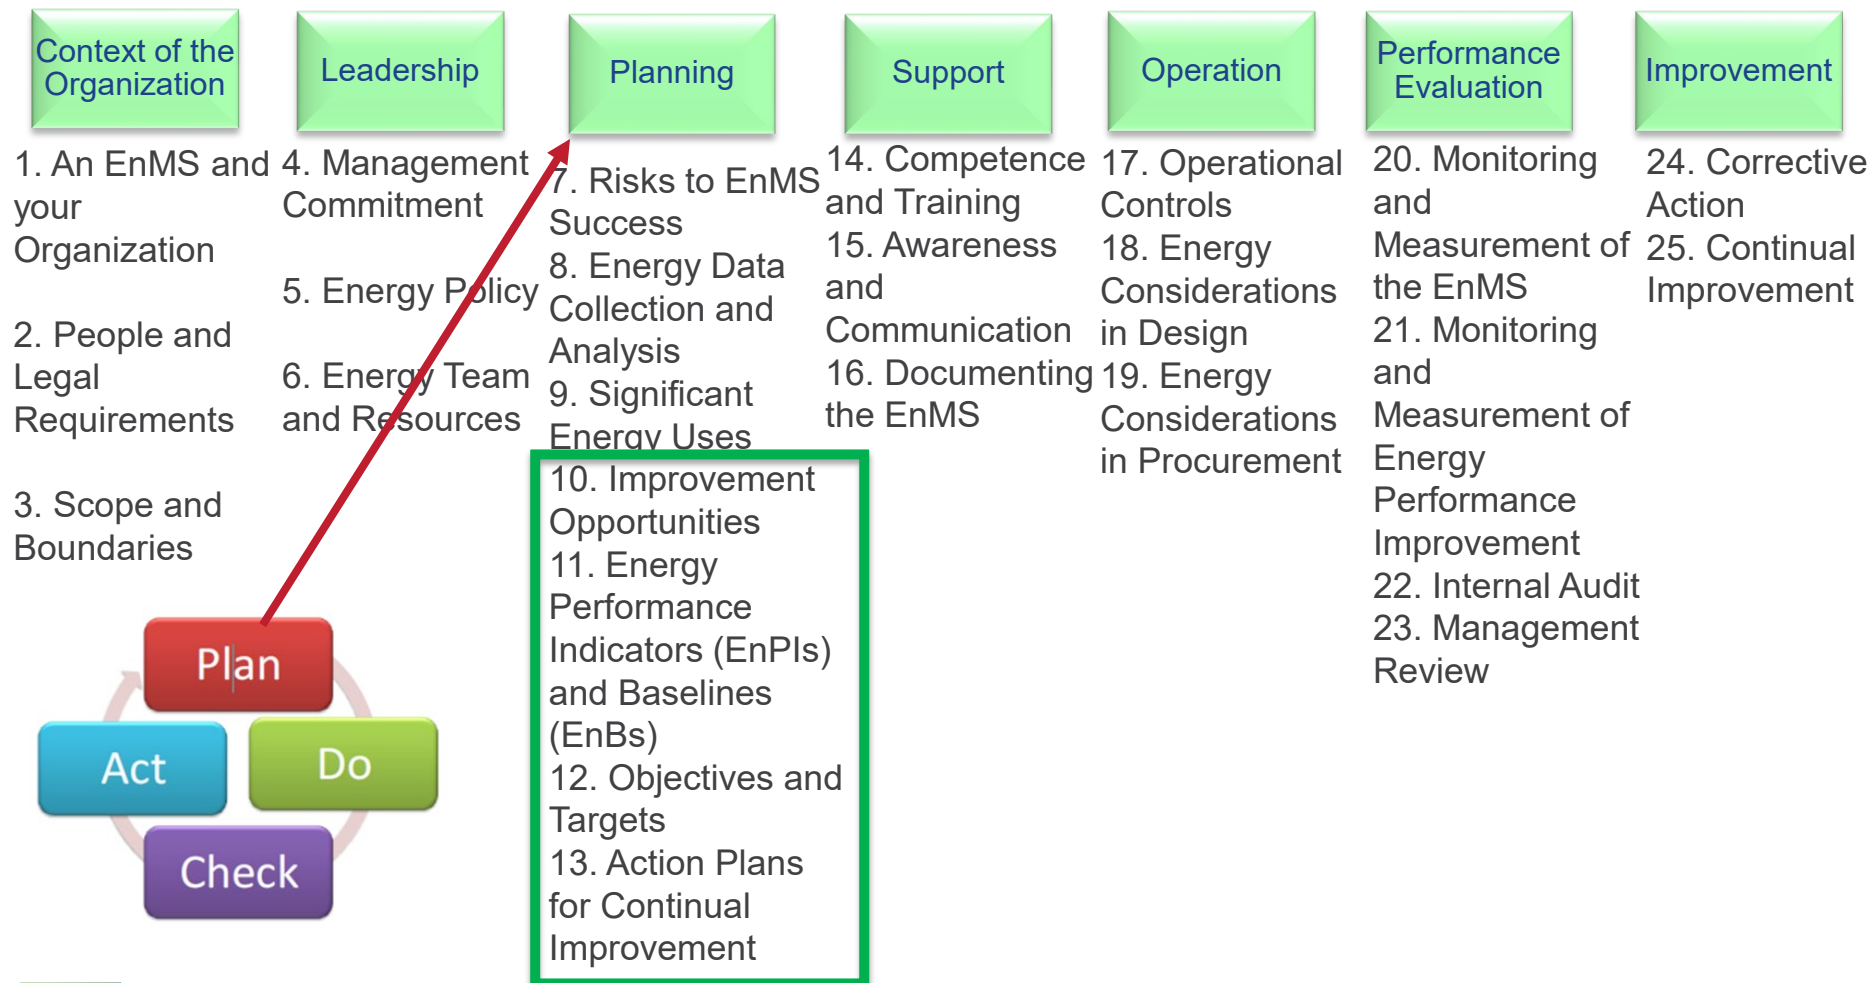 Context of the
Organization
1. An EnMS and
your
Organization
2. People and
Legal
Requirements
3. Scope and
Boundaries
Leadership
4. Management
Commitment
5. Energy Policy
6. Energy Team
and Resources
Planning
7. Risks to EnMS
Success
8. Energy Data
Collection and
Analysis
9. Significant
Energy Uses
10. Improvement
Opportunities
11. Energy
Performance
Indicators (EnPIs)
and Baselines
(EnBs)
12. Objectives and
Targets
13. Action Plans
for Continual
Improvement
Support
14. Competence
and Training
15. Awareness
and
Communication
16. Documenting
the EnMS
Operation
17. Operational
Controls
18. Energy
Considerations
in Design
19. Energy
Considerations
in Procurement
Performance
Evaluation
20. Monitoring
and
Measurement of
the EnMS
21. Monitoring
and
Measurement of
Energy
Performance
Improvement
22. Internal Audit
23. Management
Review
Improvement
24. Corrective
Action
25. Continual
Improvement
Plan
Act
Do
Check